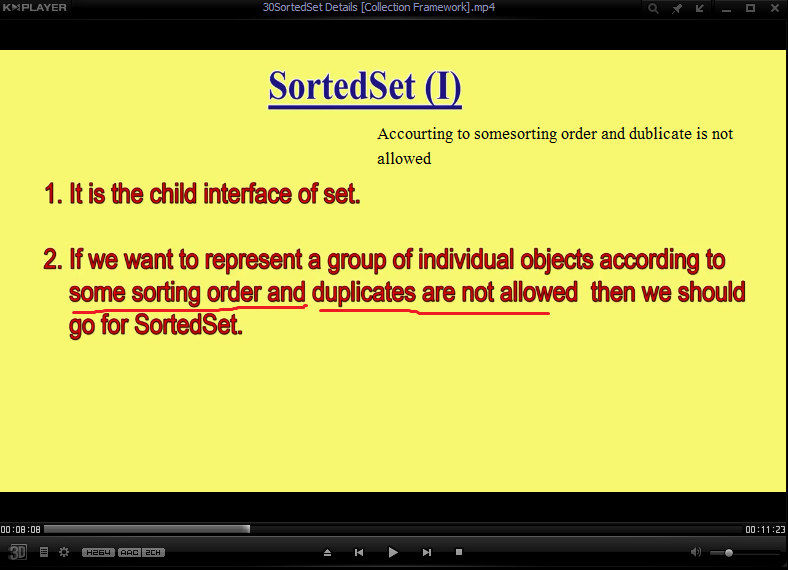 K-MPLAYER
30SortedSet Details [Collection Framework].mp4
SortedSet (I)
Accourting to somesorting order and dublicate is not
allowed
1. It is the child interface of set.
2. If we want to represent a group of individual objects according to
some sorting order and duplicates are not allowed then we should
go for SortedSet.
00:08:08
00:11:23
3D
H264
AAC
2CH